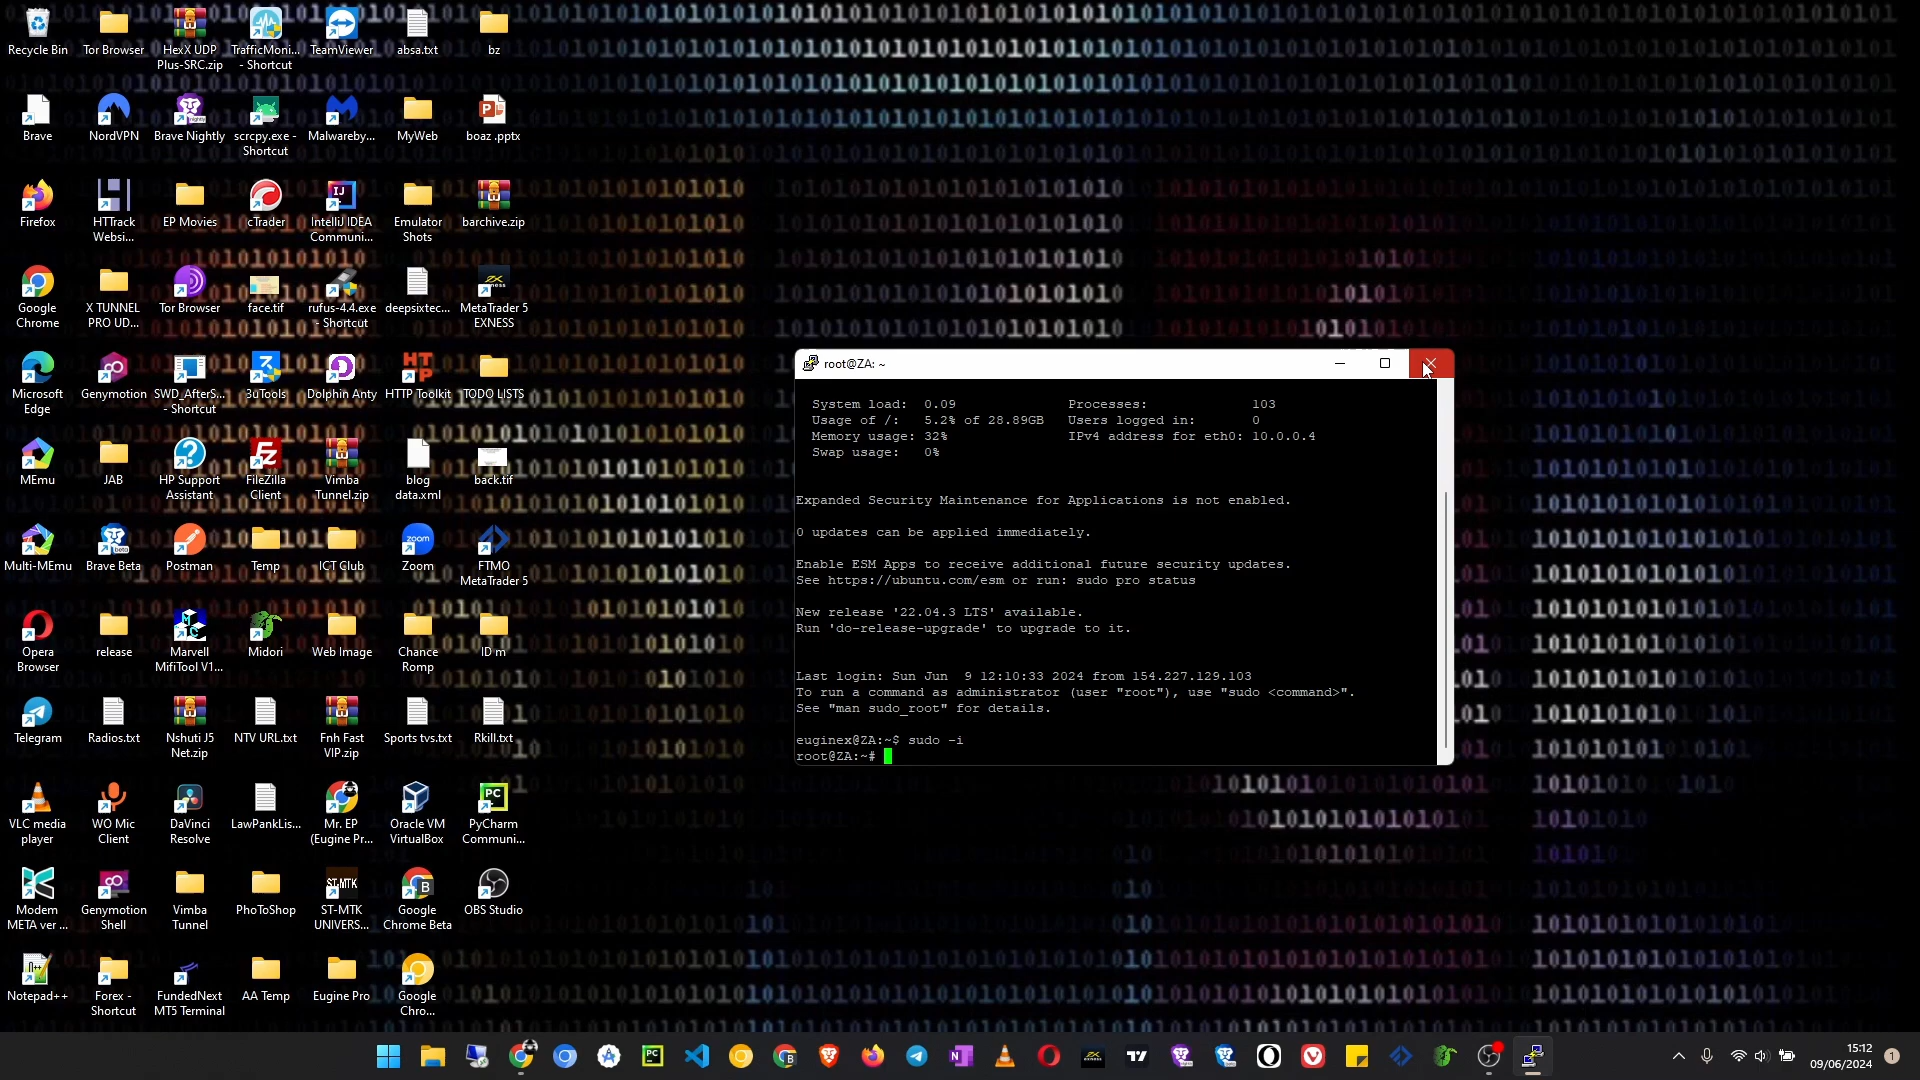 Recycle Bin
Tor Browser
HexX UDP
Plus-SRC.zip
TrafficMoni...
- Shortcut
TeamViewer
absa.txt
bz
Brave
NordVPN
Brave Nightly
scrcpy.exe -
Shortcut
Malwareby...
MyWeb
boaz .pptx
Firefox
HTTrack
Websi...
EP Movies
cTrader
IntelliJ IDEA
Communi...
Emulator
Shots
barchive.zip
Google
Chrome
X TUNNEL
PRO UD...
Tor Browser
face.tif
rufus-4.4.exe
- Shortcut
deepsixtec...
MetaTrader 5
EXNESS
Microsoft
Edge
Genymotion
SWD_AfterS...
- Shortcut
3uTools
Dolphin Anty
HTTP Toolkit
TODO LISTS
MEmu
JAB
HP Support
Assistant
FileZilla
Client
Vimba
Tunnel.zip
blog
data.xml
back.tif
Multi-MEmu
Brave Beta
Postman
Temp
ICT Club
Zoom
FTMO
MetaTrader 5
Opera
Browser
release
Marvell
MifiTool V1...
Midori
Web Image
Chance
Romp
ID m
Telegram
Radios.txt
Nshuti J5
Net.zip
NTV URL.txt
Fnh Fast
VIP.zip
Sports tvs.txt
Rkill.txt
VLC media
player
WO Mic
Client
DaVinci
Resolve
LawPankLis...
Mr. EP
(Eugine Pr...
Oracle VM
VirtualBox
PyCharm
Communi...
Modem
META ver ...
Genymotion
Shell
Vimba
Tunnel
PhoToShop
ST-MTK
UNIVERS...
Google
Chrome Beta
OBS Studio
Notepad++
Forex -
Shortcut
FundedNext
MT5 Terminal
AA Temp
Eugine Pro
Google
Chro...
root@ZA: ~
System load: 0.09 Processes: 103
Usage of /: 5.2% of 28.89GB Users logged in: 0
Memory usage: 32% IPv4 address for eth0: 10.0.0.4
Swap usage: 0%
Expanded Security Maintenance for Applications is not enabled.
0 updates can be applied immediately.
Enable ESM Apps to receive additional future security updates.
See https://ubuntu.com/esm or run: sudo pro status
New release '22.04.3 LTS' available.
Run 'do-release-upgrade' to upgrade to it.
Last login: Sun Jun 9 12:10:33 2024 from 154.227.129.103
To run a command as administrator (user "root"), use "sudo <command>".
See "man sudo_root" for details.
euginex@ZA:~$ sudo -i
root@ZA:~#
15:12
09/06/2024
1